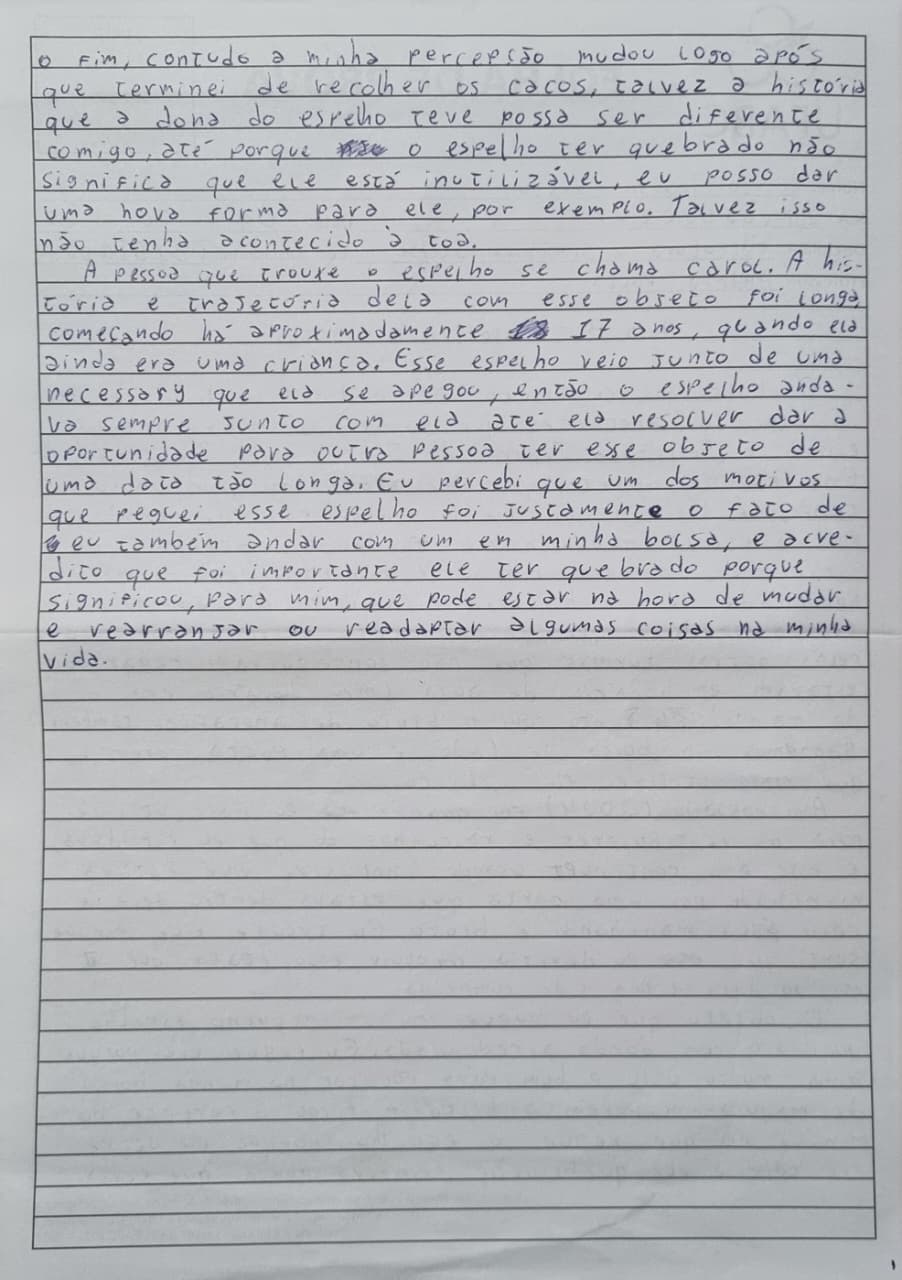 o fim, contudo a minha percepção mudou logo após
que terminei de recolher os cacos, talvez a história
que a dona do espelho teve possa ser diferente
comigo, até porque o espelho ter quebrado não
significa que ele está inutilizável, eu posso dar
uma nova forma para ele, por exemplo. Talvez isso
não tenha acontecido à toa.
A pessoa que trouxe o espelho se chama carol. A his-
tória e trajetória dela com esse objeto foi longa,
começando há aproximadamente 17 anos, quando ela
ainda era uma criança. Esse espelho veio junto de uma
necessary que ela se apegou, então o espelho anda-
va sempre junto com ela até ela resolver dar a
oportunidade para outra pessoa ter esse objeto de
uma data tão longa. Eu percebi que um dos motivos
que peguei esse espelho foi justamente o fato de
eu também andar com um em minha bolsa, e acre-
dito que foi importante ele ter quebrado porque
significou, para mim, que pode estar na hora de mudar
e rearranjar ou readaptar algumas coisas na minha
vida.